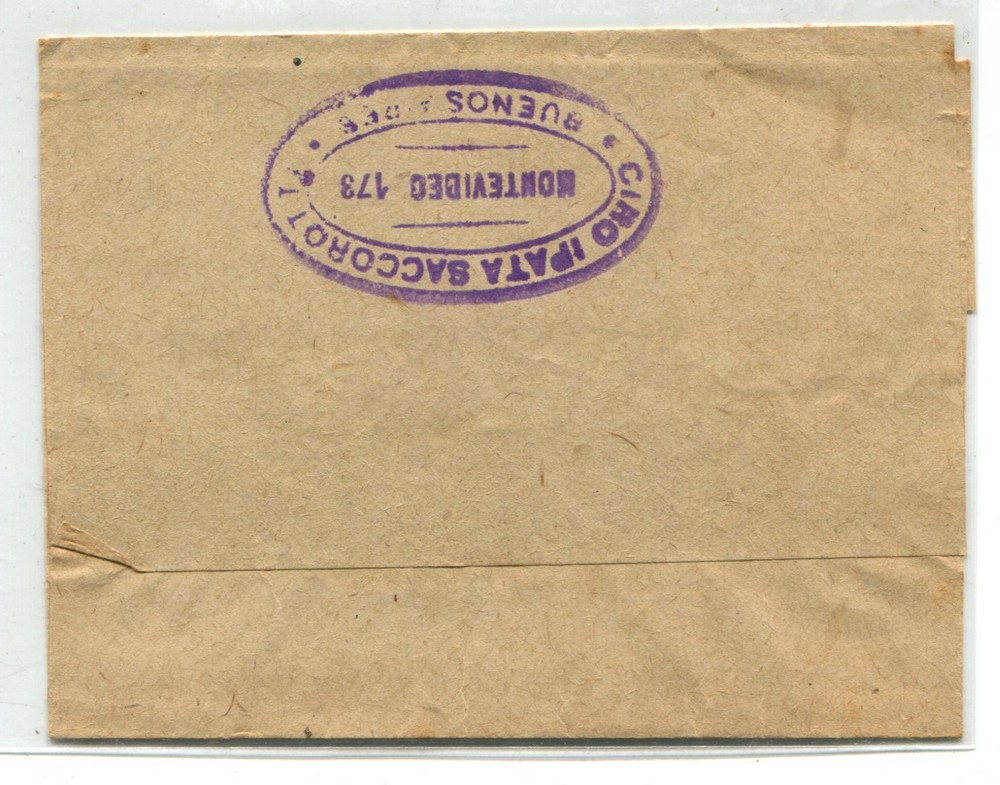 CIRO IPATA SACCOROTTI
MONTEVIDEO 173
BUENOS AIRES